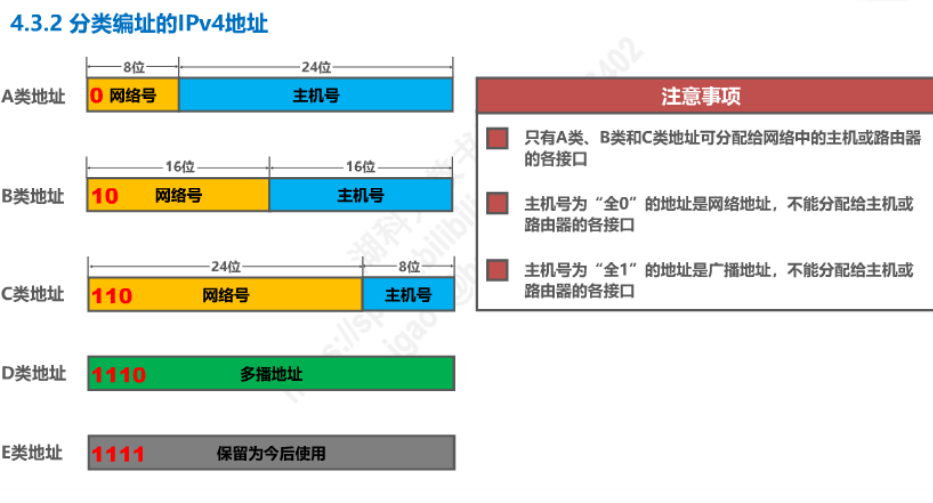 4.3.2 分类编址的IPv4地址
8位 24位
A类地址 0 网络号 主机号
16位 16位
B类地址 10 网络号 主机号
24位 8位
C类地址 110 网络号 主机号
D类地址 1110 多播地址
E类地址 1111 保留为今后使用
注意事项
只有A类、B类和C类地址可分配给网络中的主机或路由器
的各接口
主机号为“全0”的地址是网络地址，不能分配给主机或
路由器的各接口
主机号为“全1”的地址是广播地址，不能分配给主机或
路由器的各接口